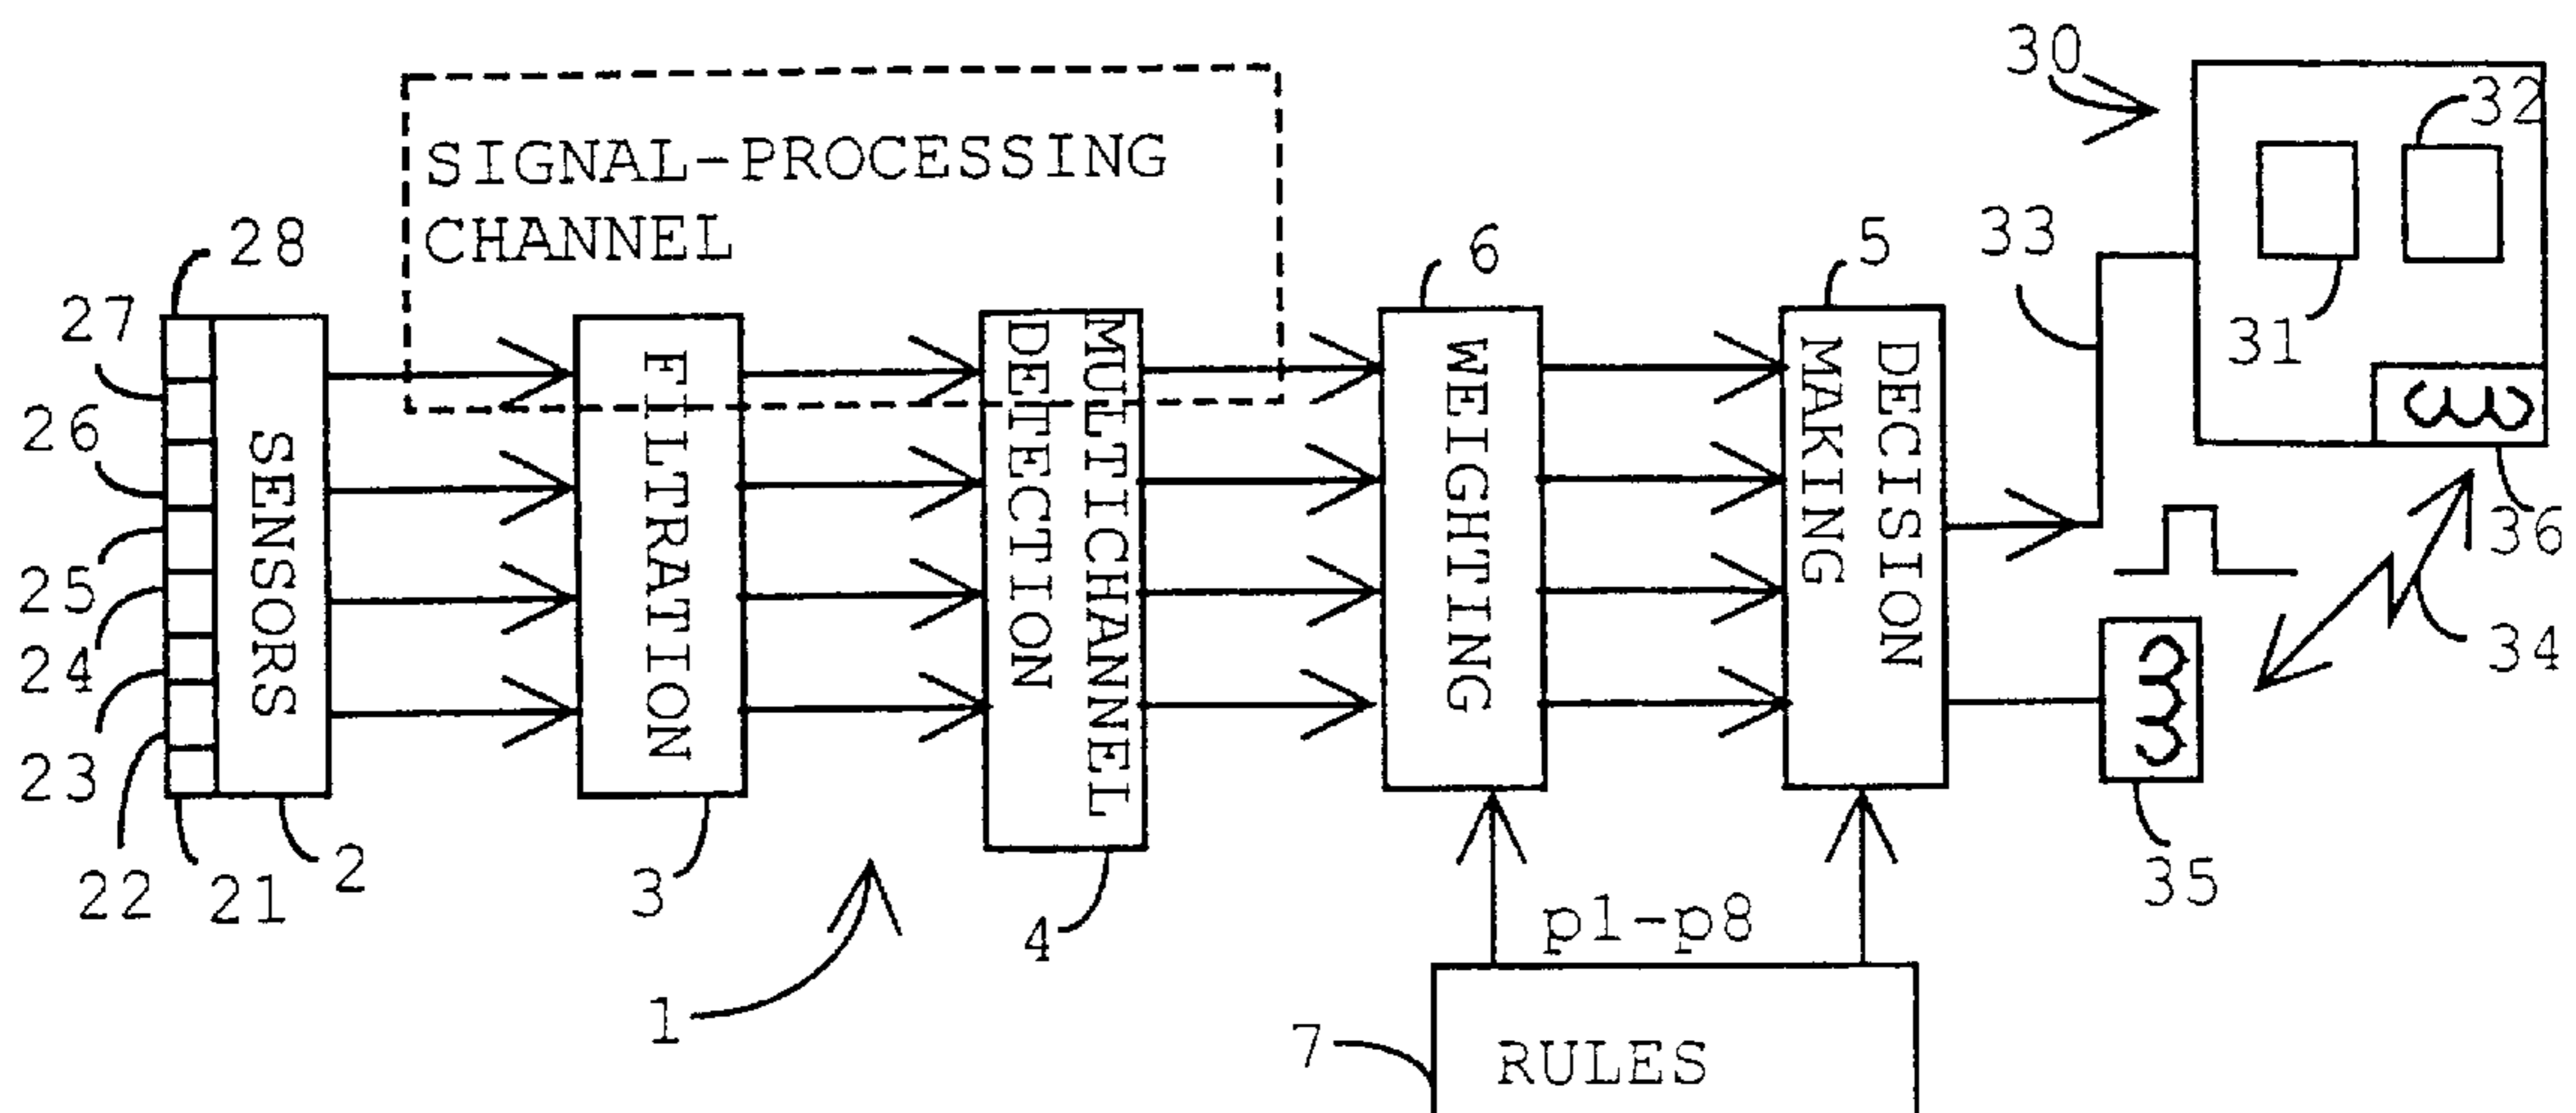 30
32
SIGNAL-PROCESSING
CHANNEL
28
6
5
33
27
31
26
SENSORS
FILTRATION
MULTICHANNEL
DETECTION
WEIGHTING
DECISION
MAKING
36
25
34
24
23
22
21
2
3
4
35
p1-p8
1
7
RULES